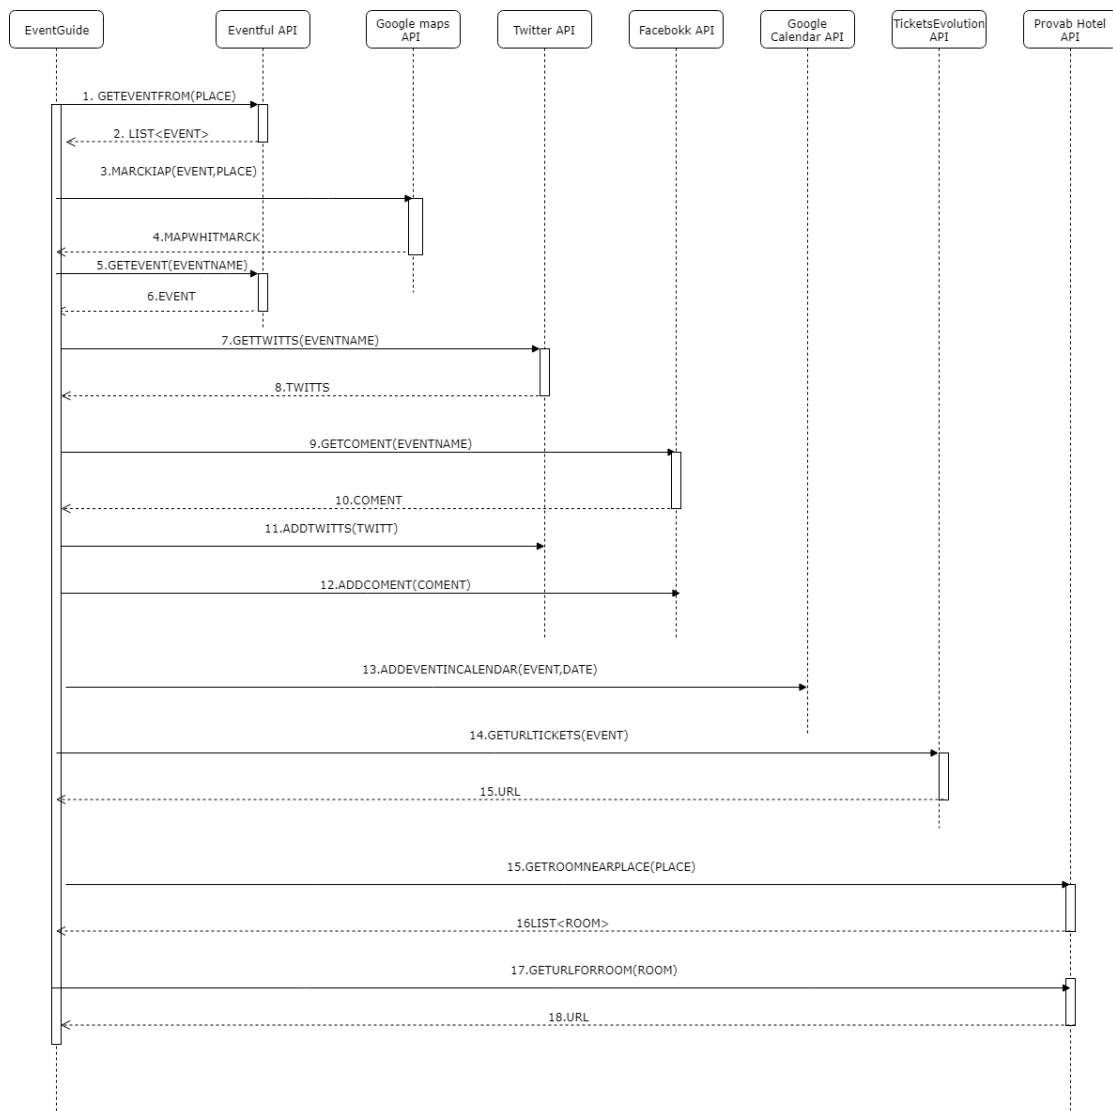 EventGuide
Eventful API
Google maps
API
Twitter API
Facebokk API
Google
Calendar API
TicketsEvolution
API
Provab Hotel
API
1. GETEVENTFROM(PLACE)
2. LIST<EVENT>
3.MARCKIAP(EVENT,PLACE)
4.MAPWHITMARCK
5.GETEVENT(EVENTNAME)
6.EVENT
7.GETTWITTS(EVENTNAME)
8.TWITTS
9.GETCOMENT(EVENTNAME)
10.COMENT
11.ADDTWITTS(TWITT)
12.ADDCOMENT(COMENT)
13.ADDEVENTINCALENDAR(EVENT,DATE)
14.GETURLTICKETS(EVENT)
15.URL
15.GETROOMNEARPLACE(PLACE)
16LIST<ROOM>
17.GETURLFORROOM(ROOM)
18.URL